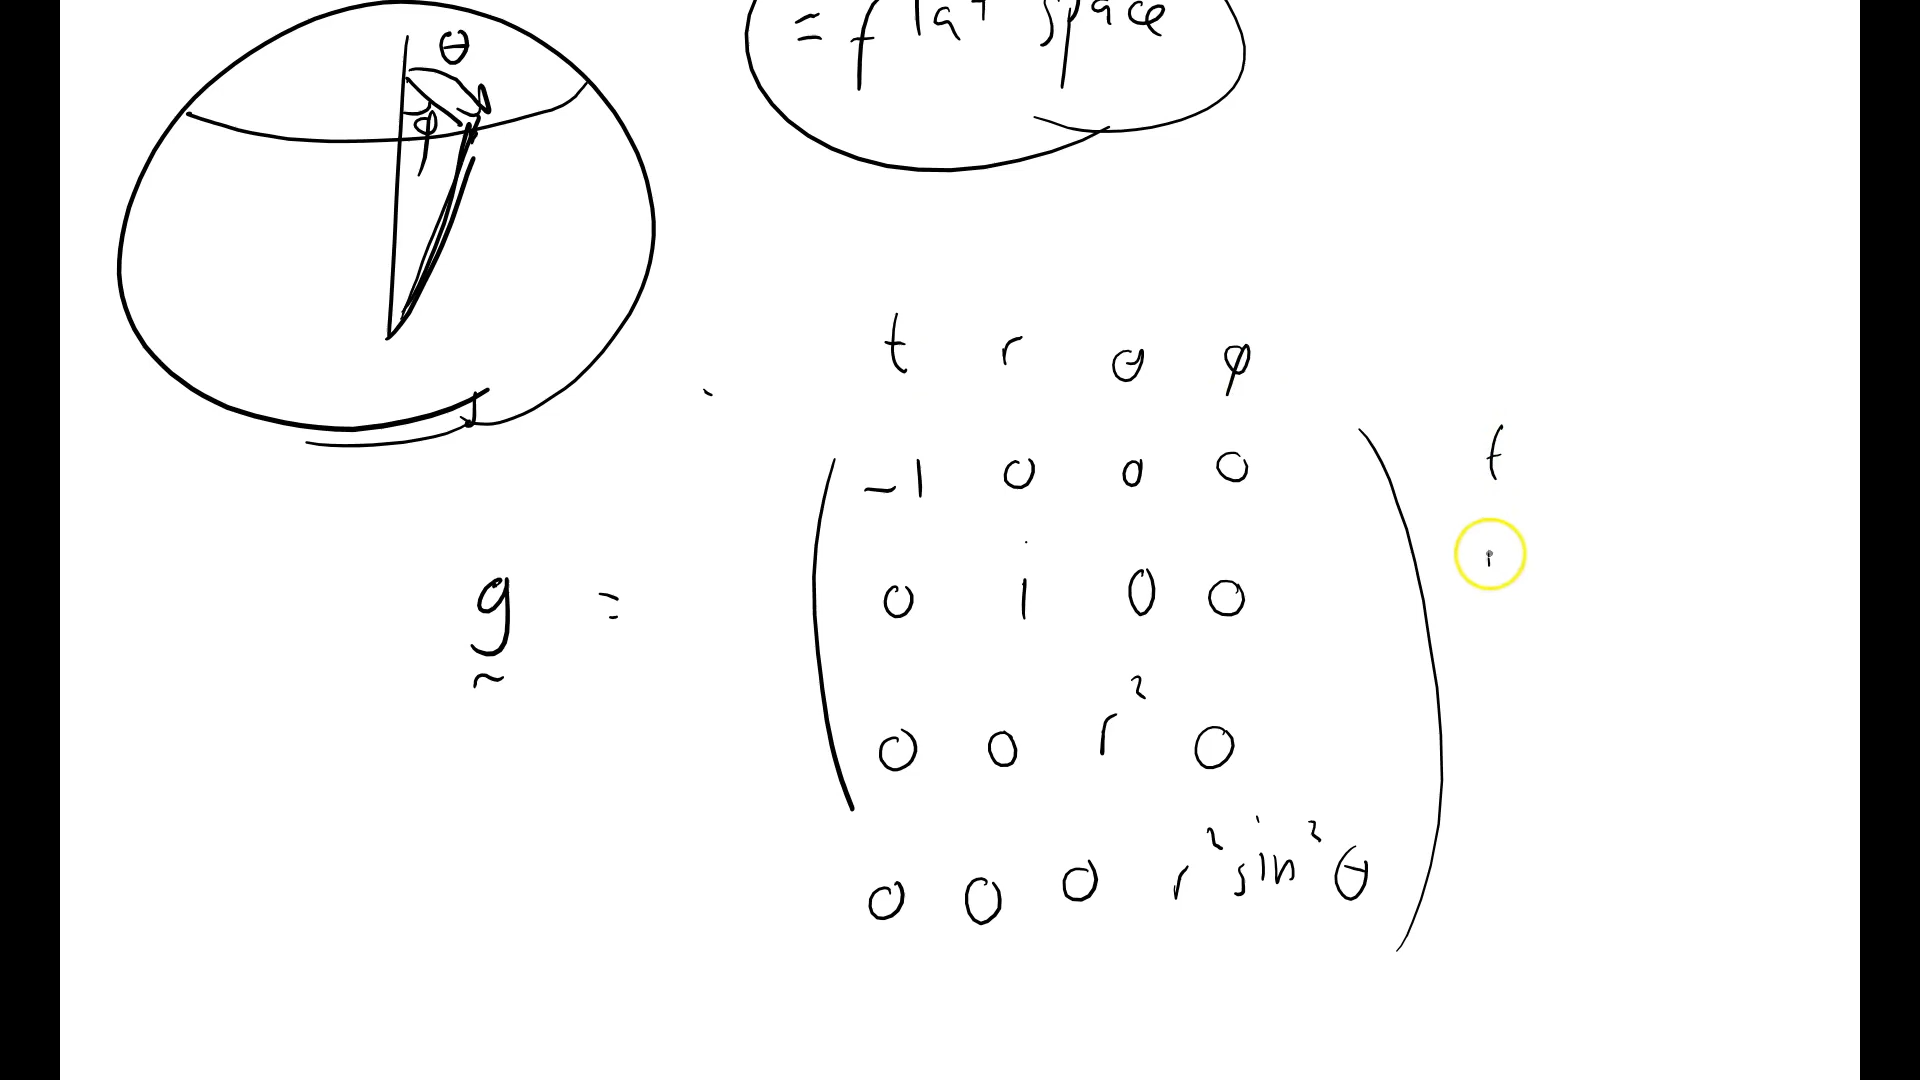 θ
φ
= flat space
t r θ φ
-1 0 0 0 t
0 1 0 0
g =
~
0 0 r² 0
0 0 0 r² sin² θ